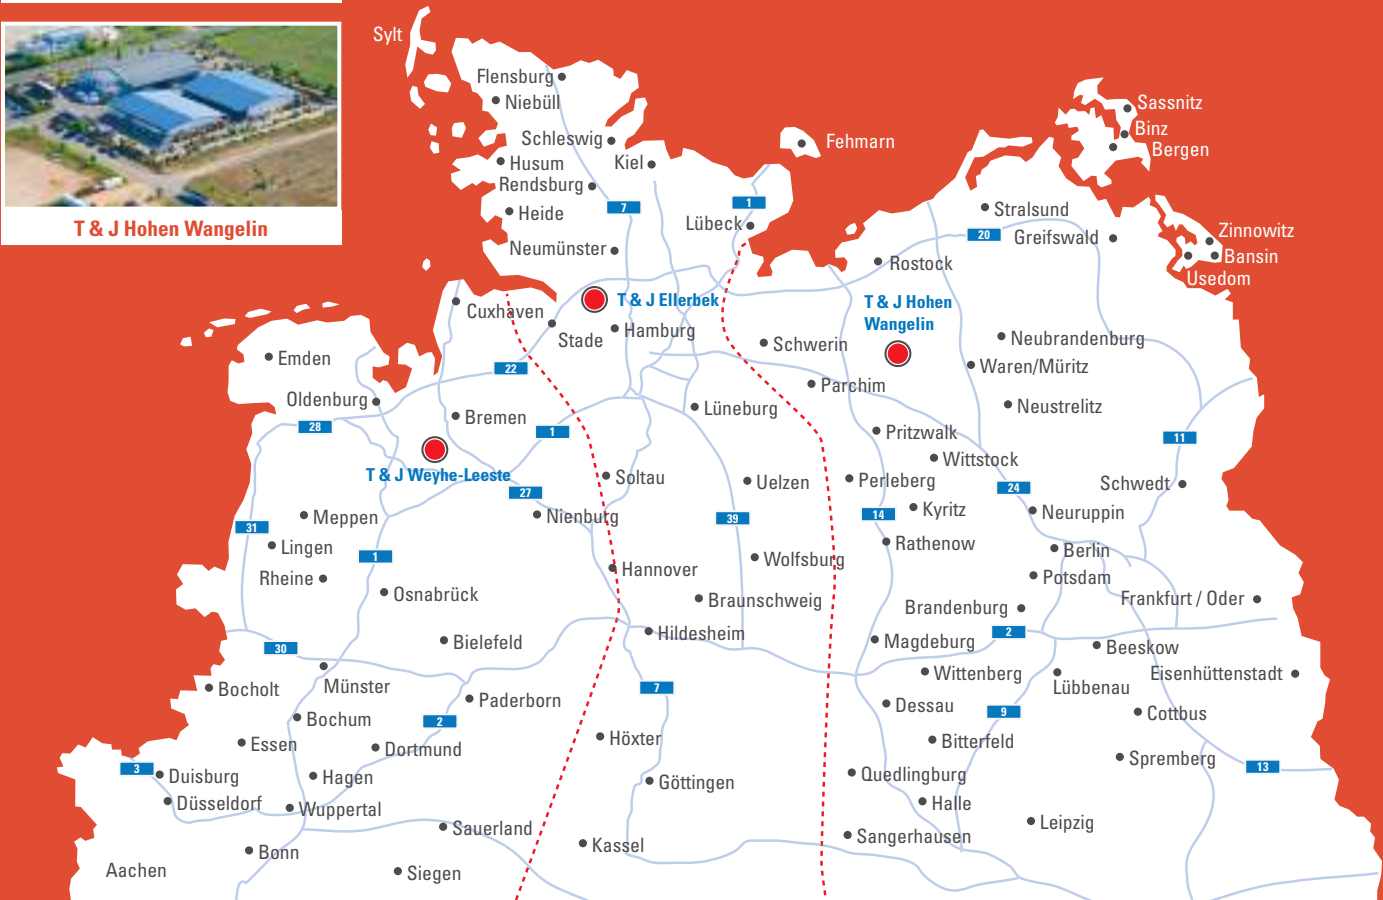 T & J Hohen Wangelin
Sylt
Flensburg
Niebüll
Schleswig
Husum
Kiel
Rendsburg
Heide
7
1
Lübeck
Neumünster
Fehmarn
Sassnitz
Binz
Bergen
Stralsund
20
Greifswald
Zinnowitz
Bansin
Usedom
Rostock
T & J Ellerbek
T & J Hohen
Wangelin
Cuxhaven
Stade
Hamburg
Schwerin
Neubrandenburg
Emden
22
Waren/Müritz
Parchim
Oldenburg
Lüneburg
Neustrelitz
Bremen
28
1
Pritzwalk
11
Wittstock
T & J Weyhe-Leeste
Soltau
Uelzen
Perleberg
24
Schwedt
27
Nienburg
39
14
Kyritz
Neuruppin
Meppen
31
Lingen
1
Rathenow
Berlin
Wolfsburg
Hannover
Rheine
Potsdam
Osnabrück
Braunschweig
Brandenburg
Frankfurt / Oder
Bielefeld
Hildesheim
Magdeburg
2
Beeskow
30
Münster
Wittenberg
Lübbenau
Eisenhüttenstadt
Bocholt
7
Paderborn
Dessau
9
Cottbus
Bochum
2
Essen
Dortmund
Höxter
Bitterfeld
Spremberg
13
3
Duisburg
Hagen
Göttingen
Quedlingburg
Düsseldorf
Wuppertal
Halle
Leipzig
Sauerland
Sangerhausen
Kassel
Bonn
Aachen
Siegen